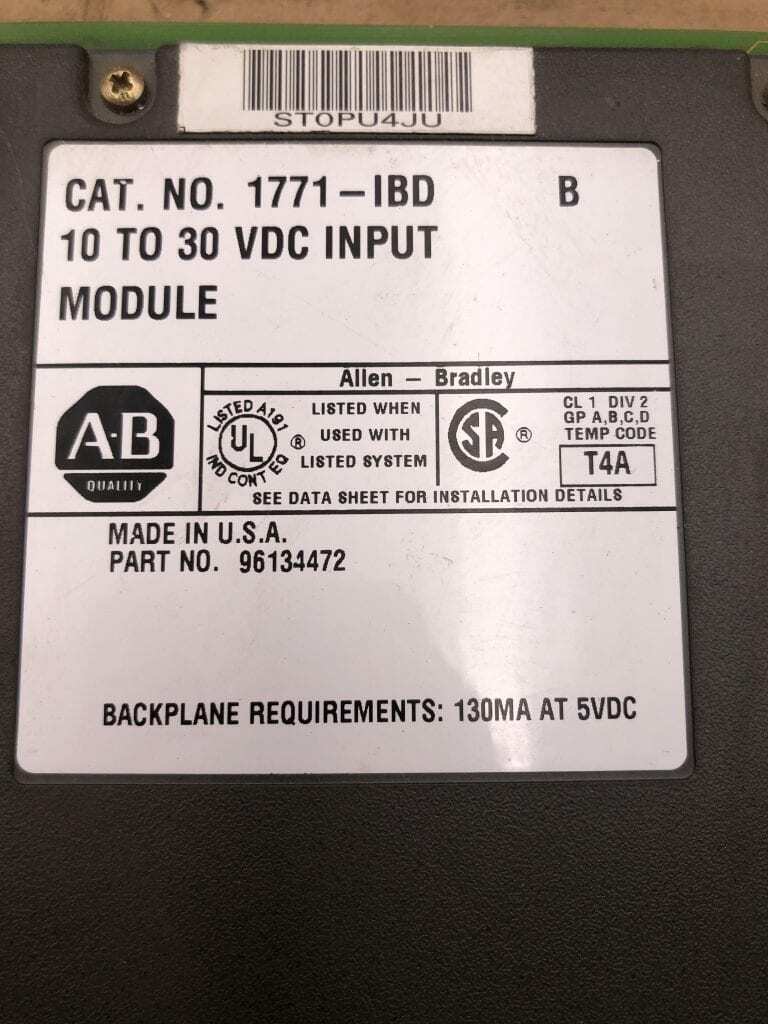 ST0PU4JU
CAT. NO. 1771-IBD B
10 TO 30 VDC INPUT
MODULE
Allen - Bradley
A·B
QUALITY
LISTED A191
UL
IND CONT EQ
®
LISTED WHEN
USED WITH
LISTED SYSTEM
SA
®
CL 1 DIV 2
GP A,B,C,D
TEMP CODE
T4A
SEE DATA SHEET FOR INSTALLATION DETAILS
MADE IN U.S.A.
PART NO. 96134472
BACKPLANE REQUIREMENTS: 130MA AT 5VDC